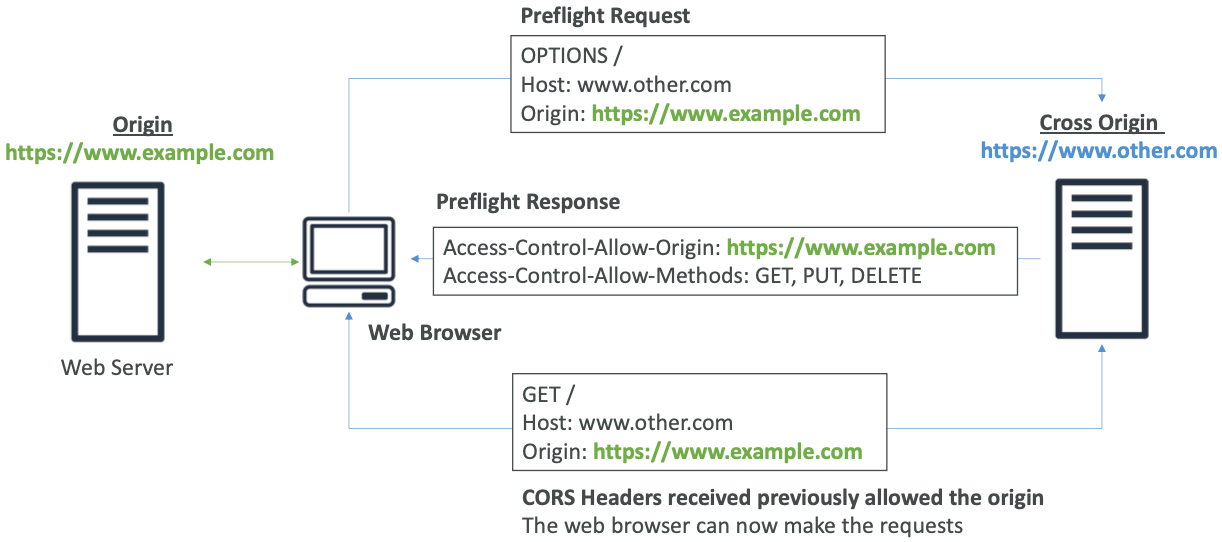 Preflight Request
OPTIONS /
Host: www.other.com
Origin: https://www.example.com
Origin
https://www.example.com
Cross Origin
https://www.other.com
Preflight Response
Access-Control-Allow-Origin: https://www.example.com
Access-Control-Allow-Methods: GET, PUT, DELETE
Web Browser
Web Server
GET /
Host: www.other.com
Origin: https://www.example.com
CORS Headers received previously allowed the origin
The web browser can now make the requests